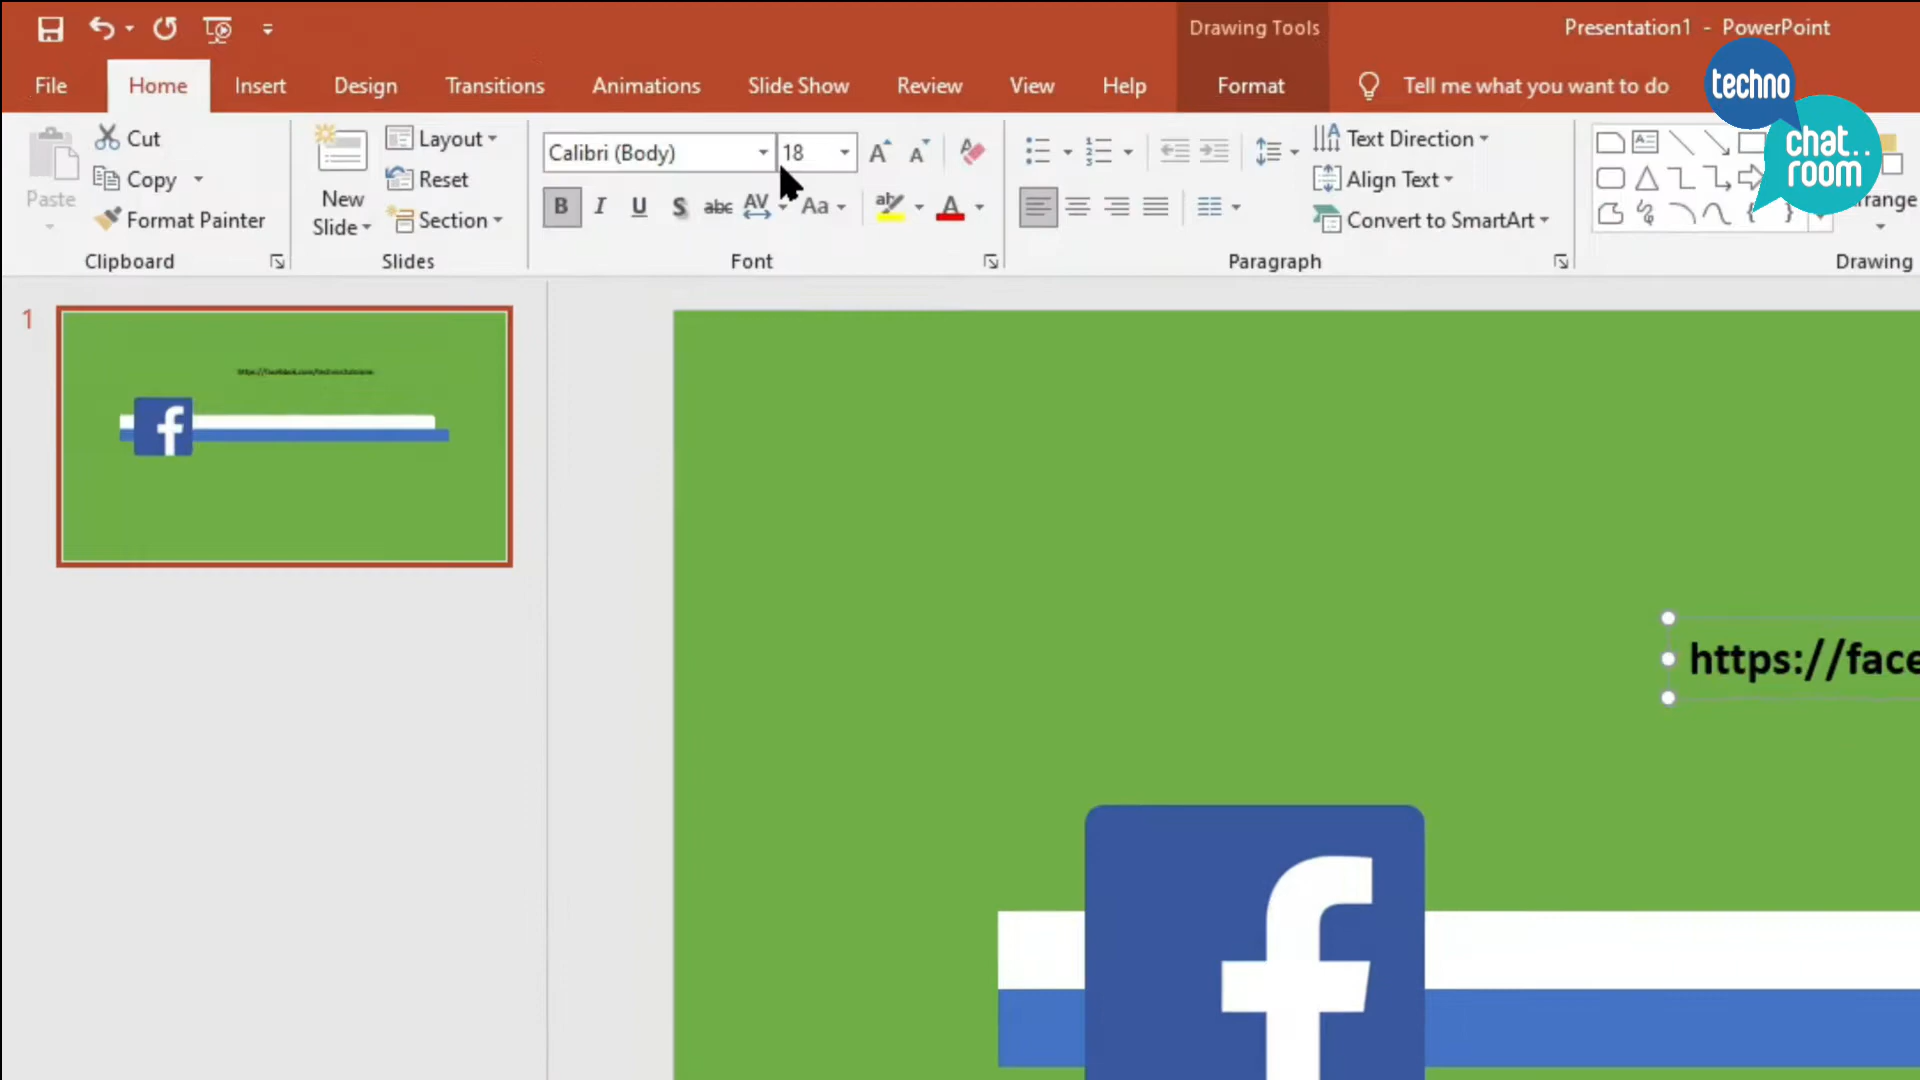 Drawing Tools
Presentation1 - PowerPoint
File
Home
Insert
Design
Transitions
Animations
Slide Show
Review
View
Help
Format
Tell me what you want to do
techno
chat..
room
Paste
Cut
Copy
Format Painter
Clipboard
New
Slide
Layout
Reset
Section
Slides
Calibri (Body)
18
B I U S abc AV Aa
Font
Text Direction
Align Text
Convert to SmartArt
Paragraph
Drawing
1
https://face
f